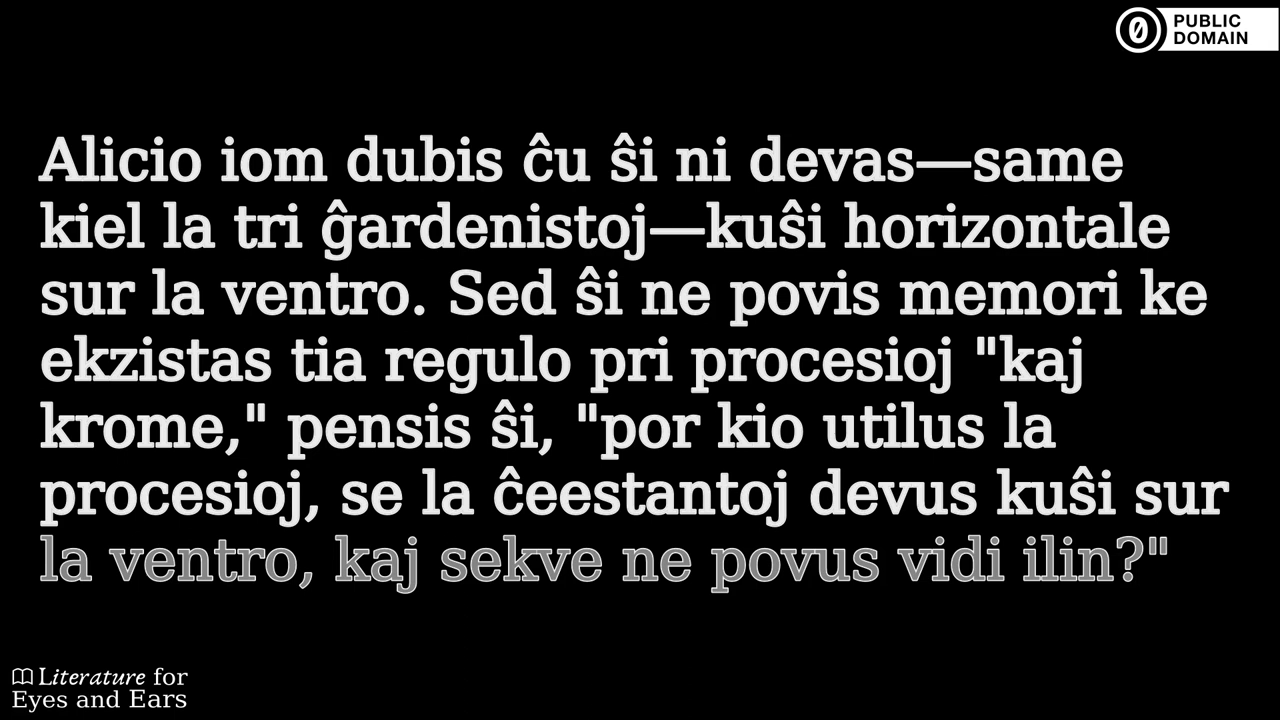 PUBLIC
DOMAIN
Alicio iom dubis ĉu ŝi ni devas—same
kiel la tri ĝardenistoj—kuŝi horizontale
sur la ventro. Sed ŝi ne povis memori ke
ekzistas tia regulo pri procesioj "kaj
krome," pensis ŝi, "por kio utilus la
procesioj, se la ĉeestantoj devus kuŝi sur
la ventro, kaj sekve ne povus vidi ilin?"
Literature for
Eyes and Ears